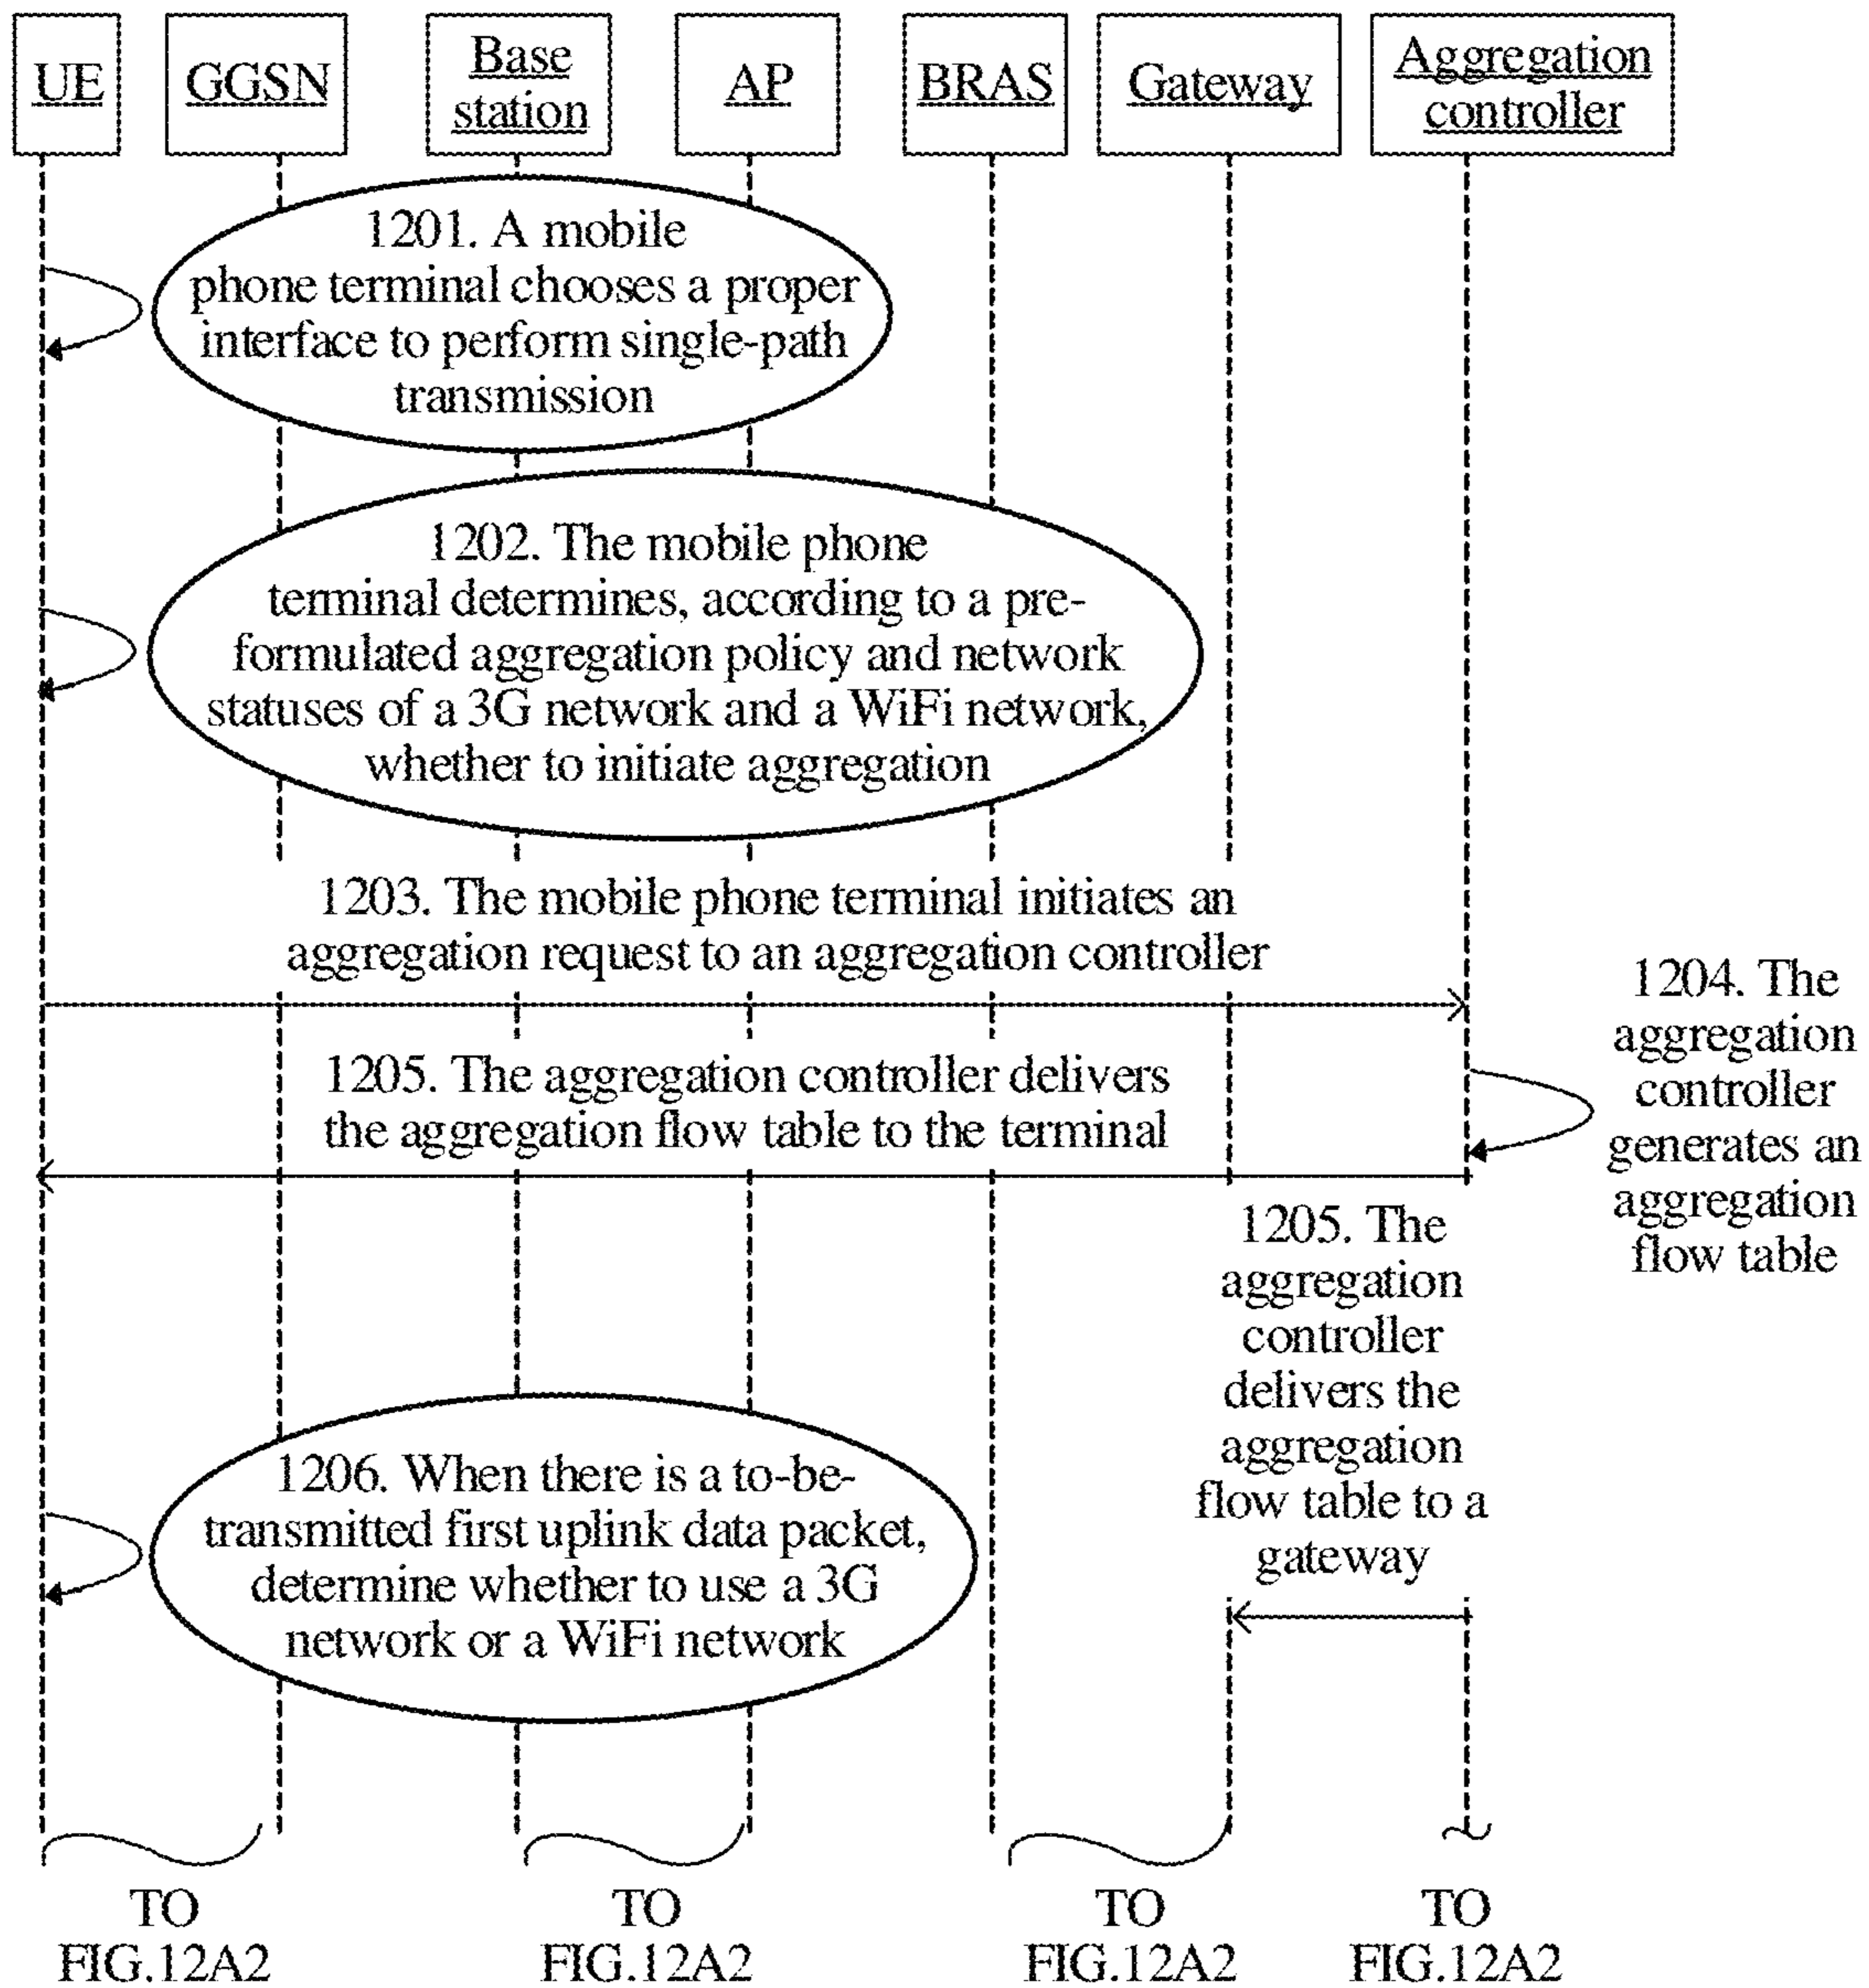 UE
GGSN
Base
station
AP
BRAS
Gateway
Aggregation
controller
1201. A mobile
phone terminal chooses a proper
interface to perform single-path
transmission
1202. The mobile phone
terminal determines, according to a pre-
formulated aggregation policy and network
statuses of a 3G network and a WiFi network,
whether to initiate aggregation
1203. The mobile phone terminal initiates an
aggregation request to an aggregation controller
1204. The
aggregation
controller
generates an
aggregation
flow table
1205. The aggregation controller delivers
the aggregation flow table to the terminal
1205. The
aggregation
controller
delivers the
aggregation
flow table to a
gateway
1206. When there is a to-be-
transmitted first uplink data packet,
determine whether to use a 3G
network or a WiFi network
TO
FIG.12A2
TO
FIG.12A2
TO
FIG.12A2
TO
FIG.12A2